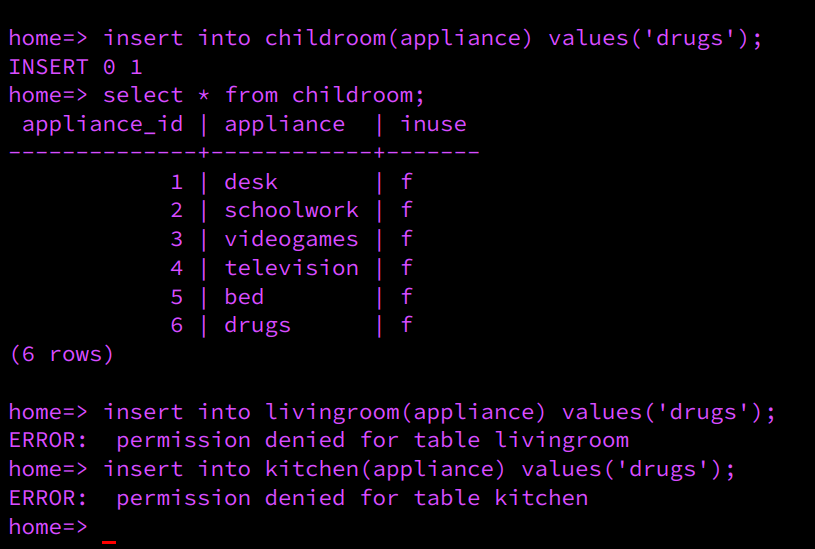 home=> insert into childroom(appliance) values('drugs');
INSERT 0 1
home=> select * from childroom;
 appliance_id | appliance  | inuse
--------------+------------+-------
            1 | desk       | f
            2 | schoolwork | f
            3 | videogames | f
            4 | television | f
            5 | bed        | f
            6 | drugs      | f
(6 rows)

home=> insert into livingroom(appliance) values('drugs');
ERROR:  permission denied for table livingroom
home=> insert into kitchen(appliance) values('drugs');
ERROR:  permission denied for table kitchen
home=> _